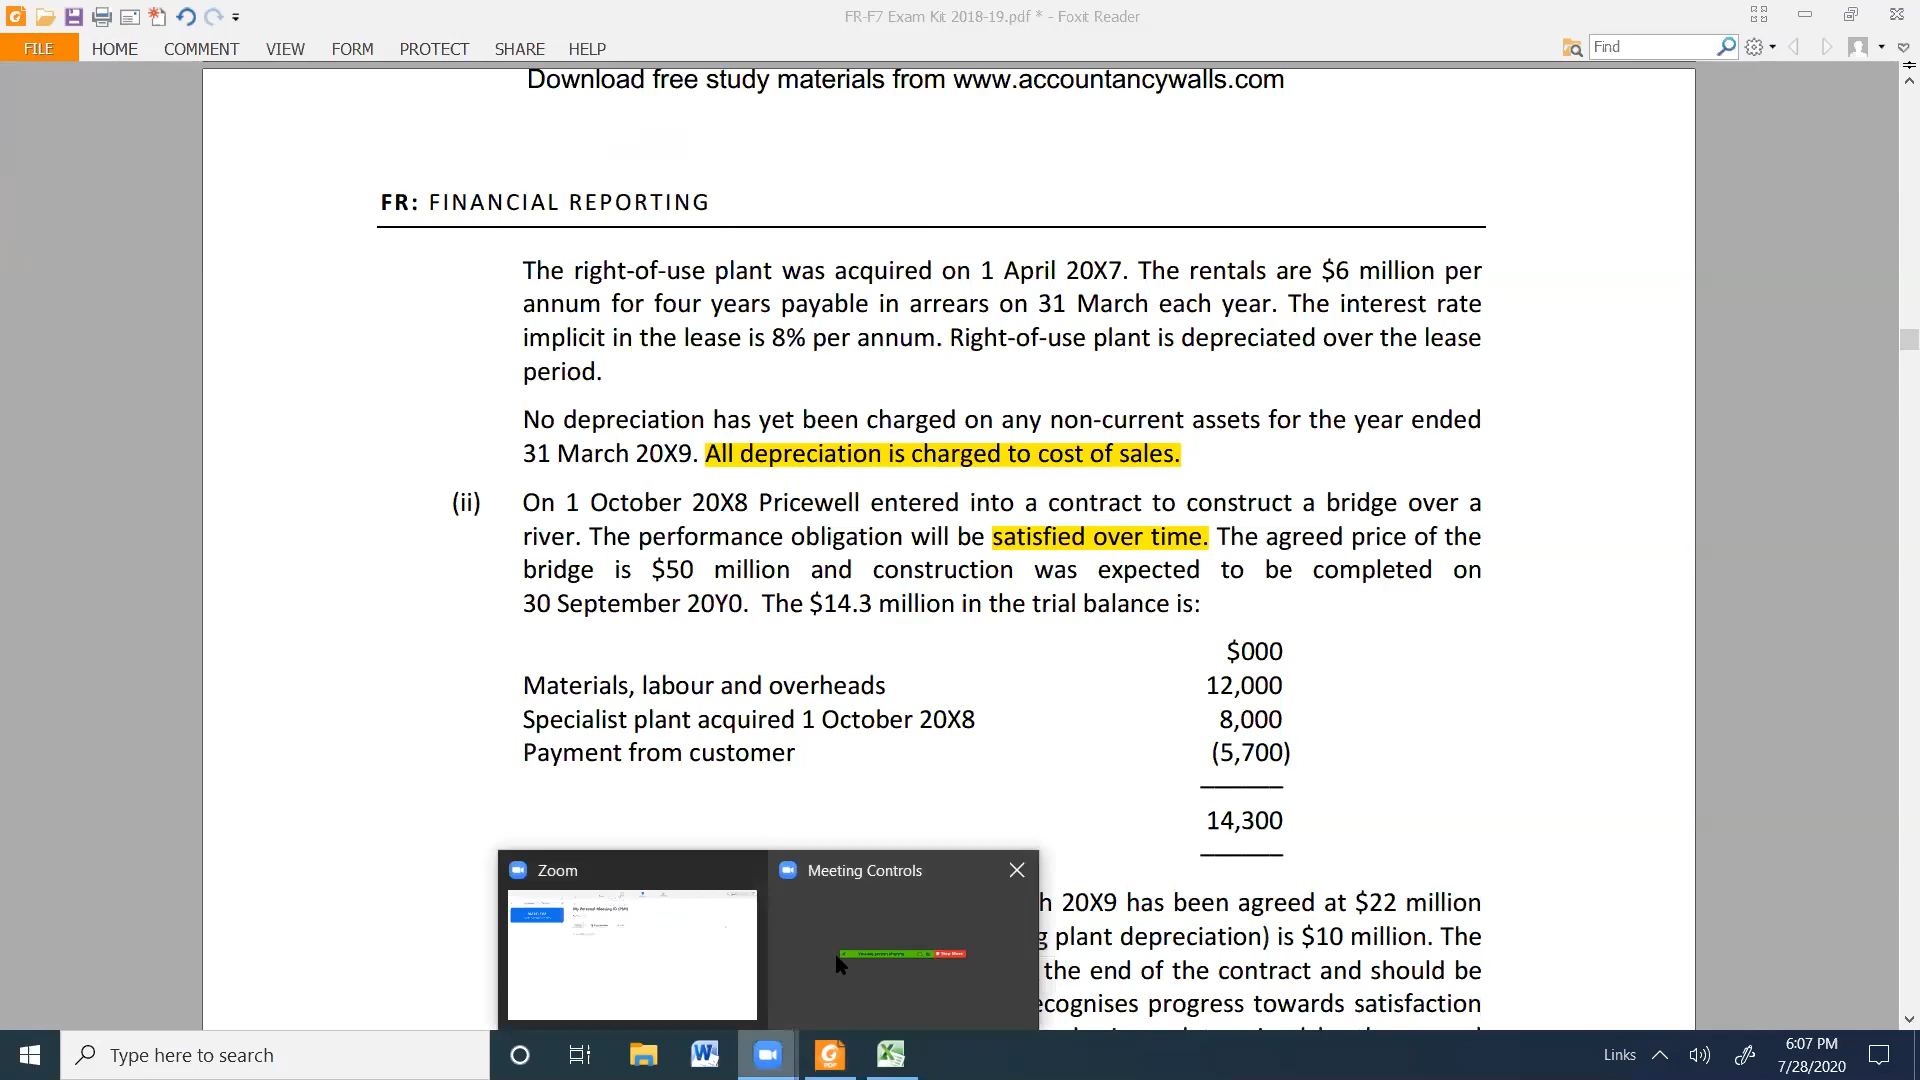 FR-F7 Exam Kit 2018-19.pdf * - Foxit Reader
FILE HOME COMMENT VIEW FORM PROTECT SHARE HELP
Find
Download free study materials from www.accountancywalls.com
FR: FINANCIAL REPORTING
The right-of-use plant was acquired on 1 April 20X7. The rentals are $6 million per
annum for four years payable in arrears on 31 March each year. The interest rate
implicit in the lease is 8% per annum. Right-of-use plant is depreciated over the lease
period.
No depreciation has yet been charged on any non-current assets for the year ended
31 March 20X9. All depreciation is charged to cost of sales.
(ii) On 1 October 20X8 Pricewell entered into a contract to construct a bridge over a
river. The performance obligation will be satisfied over time. The agreed price of the
bridge is $50 million and construction was expected to be completed on
30 September 20Y0. The $14.3 million in the trial balance is:
$000
Materials, labour and overheads 12,000
Specialist plant acquired 1 October 20X8 8,000
Payment from customer (5,700)
14,300
Zoom
Meeting Controls
h 20X9 has been agreed at $22 million
g plant depreciation) is $10 million. The
the end of the contract and should be
ecognises progress towards satisfaction
Type here to search
Links
6:07 PM
7/28/2020